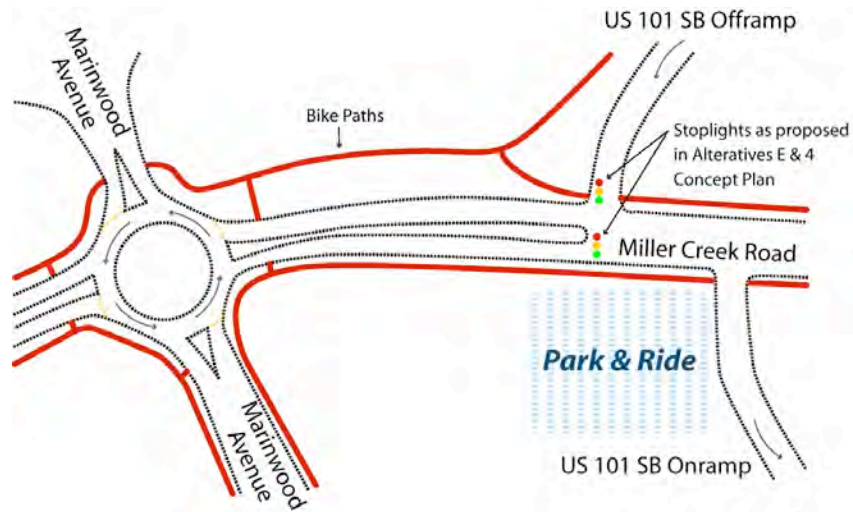 US 101 SB Offramp
Marinwood
Avenue
Bike Paths
Stoplights as proposed
in Alteratives E & 4
Concept Plan
Miller Creek Road
Park & Ride
Marinwood
Avenue
US 101 SB Onramp